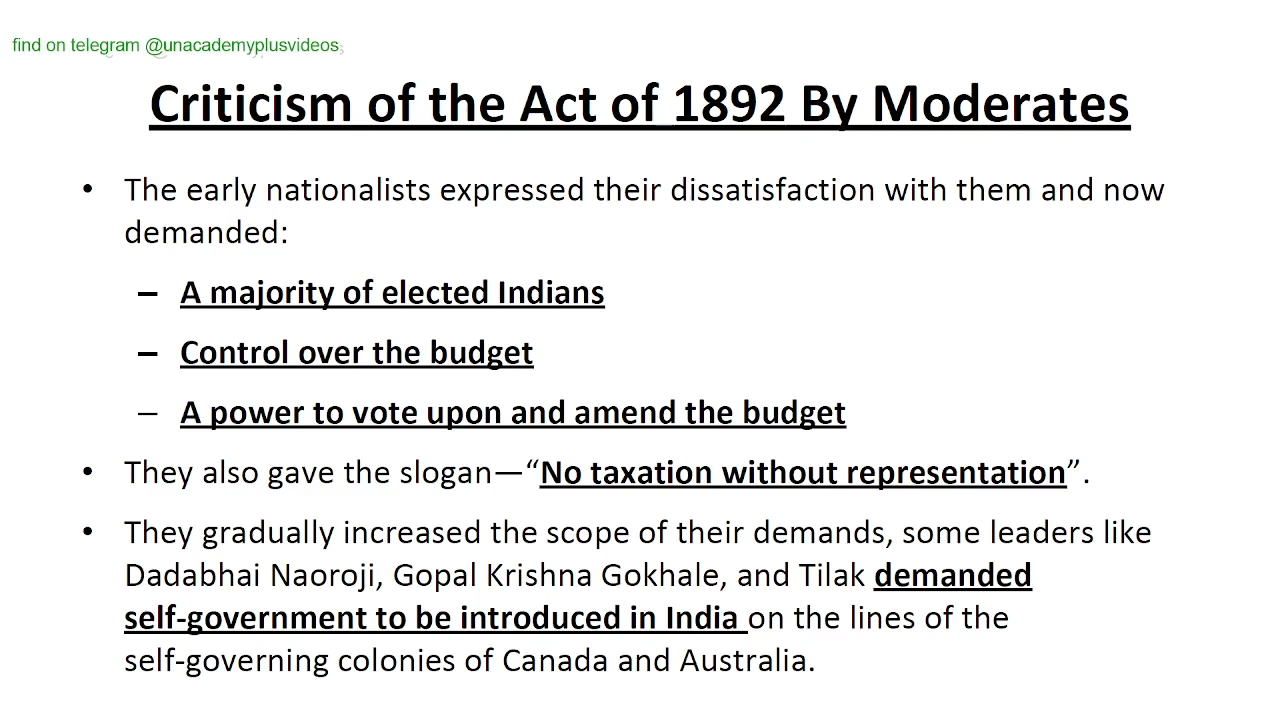 find on telegram @unacademyplusvideos
Criticism of the Act of 1892 By Moderates
• The early nationalists expressed their dissatisfaction with them and now
demanded:
– A majority of elected Indians
– Control over the budget
– A power to vote upon and amend the budget
• They also gave the slogan—“No taxation without representation”.
• They gradually increased the scope of their demands, some leaders like
Dadabhai Naoroji, Gopal Krishna Gokhale, and Tilak demanded
self-government to be introduced in India on the lines of the
self-governing colonies of Canada and Australia.